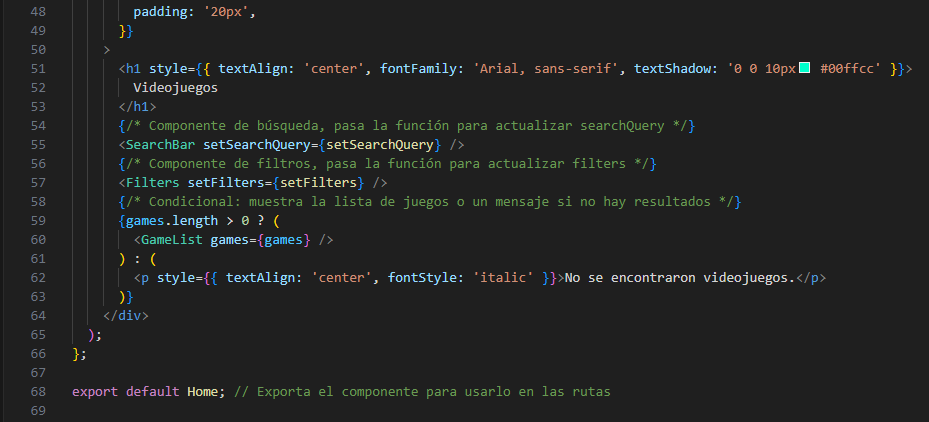 48 padding: '20px',
49 }}
50 >
51 <h1 style={{ textAlign: 'center', fontFamily: 'Arial, sans-serif', textShadow: '0 0 10px #00ffcc' }}>
52 Videojuegos
53 </h1>
54 {/* Componente de búsqueda, pasa la función para actualizar searchQuery */}
55 <SearchBar setSearchQuery={setSearchQuery} />
56 {/* Componente de filtros, pasa la función para actualizar filters */}
57 <Filters setFilters={setFilters} />
58 {/* Condicional: muestra la lista de juegos o un mensaje si no hay resultados */}
59 {games.length > 0 ? (
60 <GameList games={games} />
61 ) : (
62 <p style={{ textAlign: 'center', fontStyle: 'italic' }}>No se encontraron videojuegos.</p>
63 )}
64 </div>
65 );
66 };
67
68 export default Home; // Exporta el componente para usarlo en las rutas
69